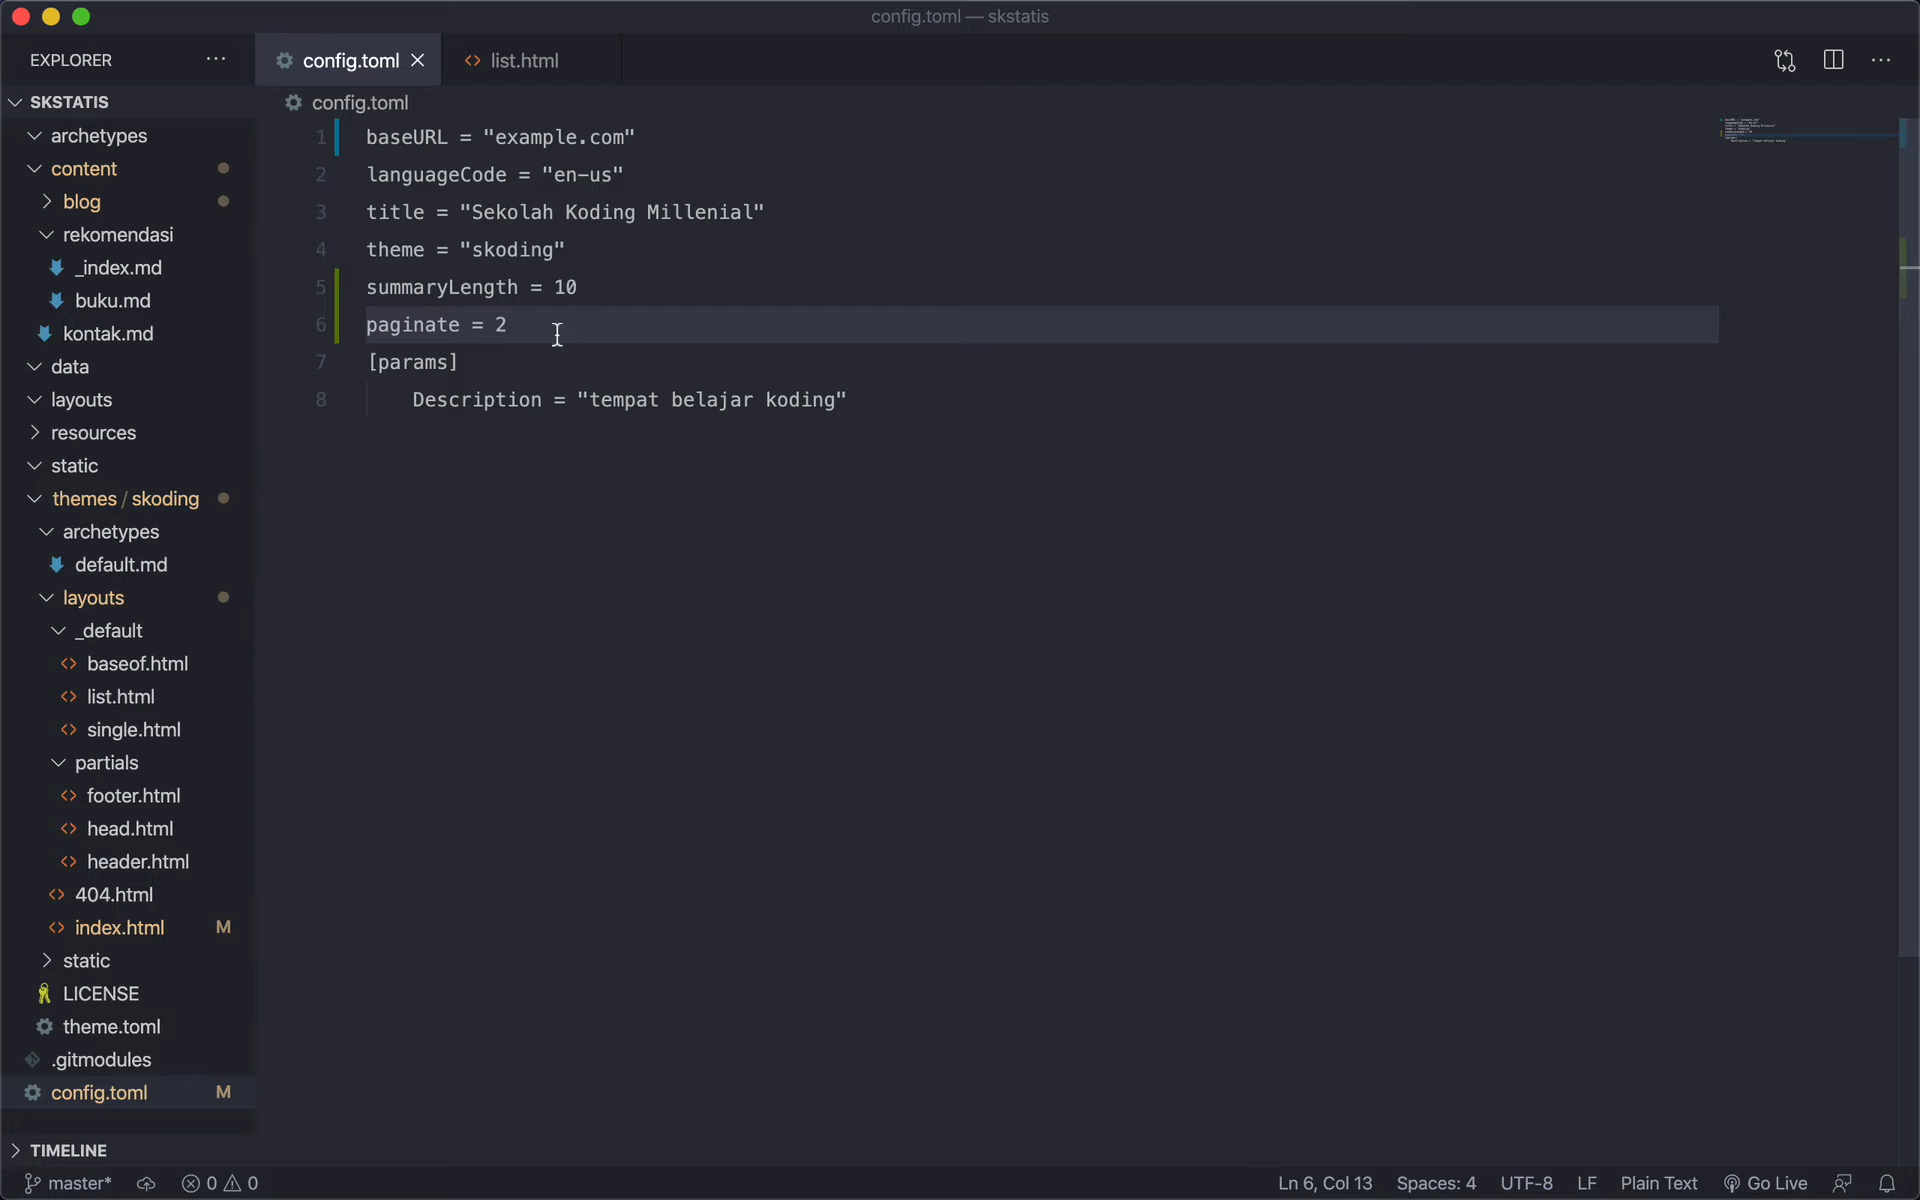 config.toml — skstatis
EXPLORER
config.toml
list.html
SKSTATIS
archetypes
content
blog
rekomendasi
_index.md
buku.md
kontak.md
data
layouts
resources
static
themes / skoding
archetypes
default.md
layouts
_default
baseof.html
list.html
single.html
partials
footer.html
head.html
header.html
404.html
index.html M
static
LICENSE
theme.toml
.gitmodules
config.toml M
TIMELINE
config.toml
1 baseURL = "example.com"
2 languageCode = "en-us"
3 title = "Sekolah Koding Millenial"
4 theme = "skoding"
5 summaryLength = 10
6 paginate = 2
7 [params]
8 Description = "tempat belajar koding"
master* 0 0 Ln 6, Col 13 Spaces: 4 UTF-8 LF Plain Text Go Live